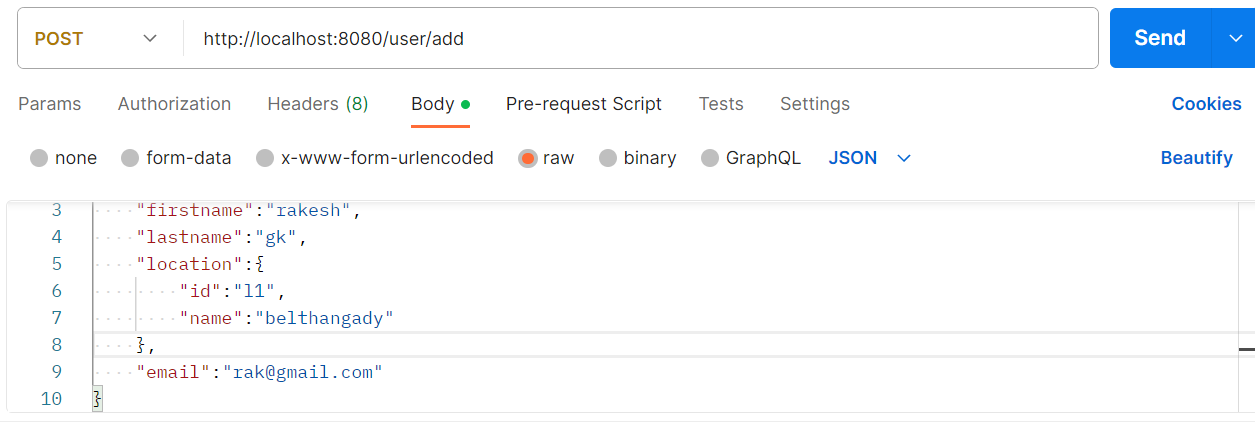 POST http://localhost:8080/user/add Send
Params Authorization Headers (8) Body Pre-request Script Tests Settings Cookies
none form-data x-www-form-urlencoded raw binary GraphQL JSON Beautify
3 "firstname":"rakesh",
4 "lastname":"gk",
5 "location":{
6 "id":"l1",
7 "name":"belthangady"
8 },
9 "email":"rak@gmail.com"
10 }